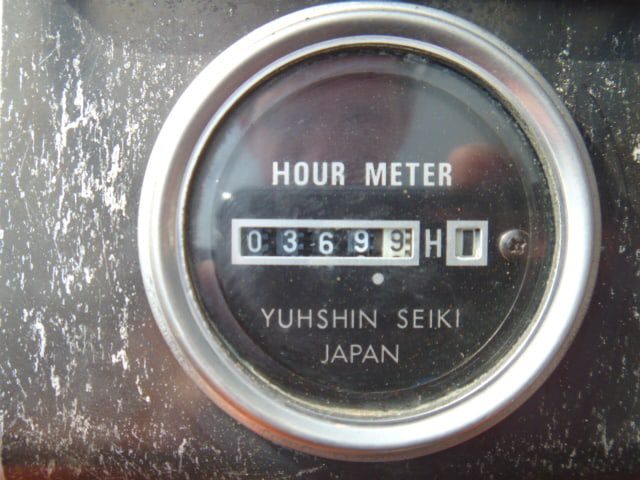 HOUR METER
03699 H
YUHSHIN SEIKI
JAPAN